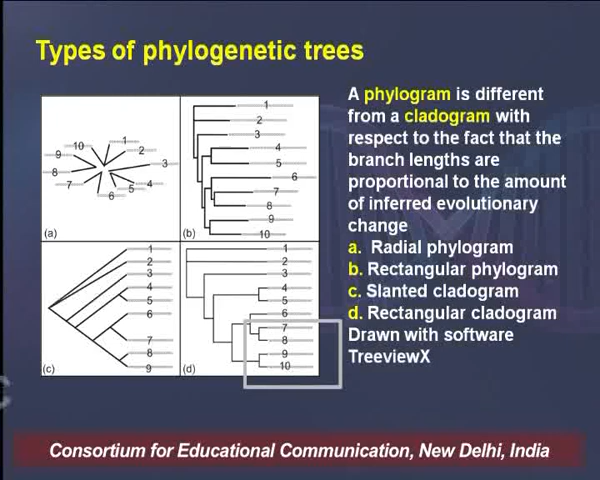 Types of phylogenetic trees
A phylogram is different
from a cladogram with
respect to the fact that the
branch lengths are
proportional to the amount
of inferred evolutionary
change
a. Radial phylogram
b. Rectangular phylogram
c. Slanted cladogram
d. Rectangular cladogram
Drawn with software
TreeviewX
10
1
2
9
3
8
7
6
5
4
(a)
1
2
3
4
5
6
7
8
9
10
(b)
1
2
3
4
5
6
7
8
9
(c)
1
2
3
4
5
6
7
8
9
10
(d)
Consortium for Educational Communication, New Delhi, India